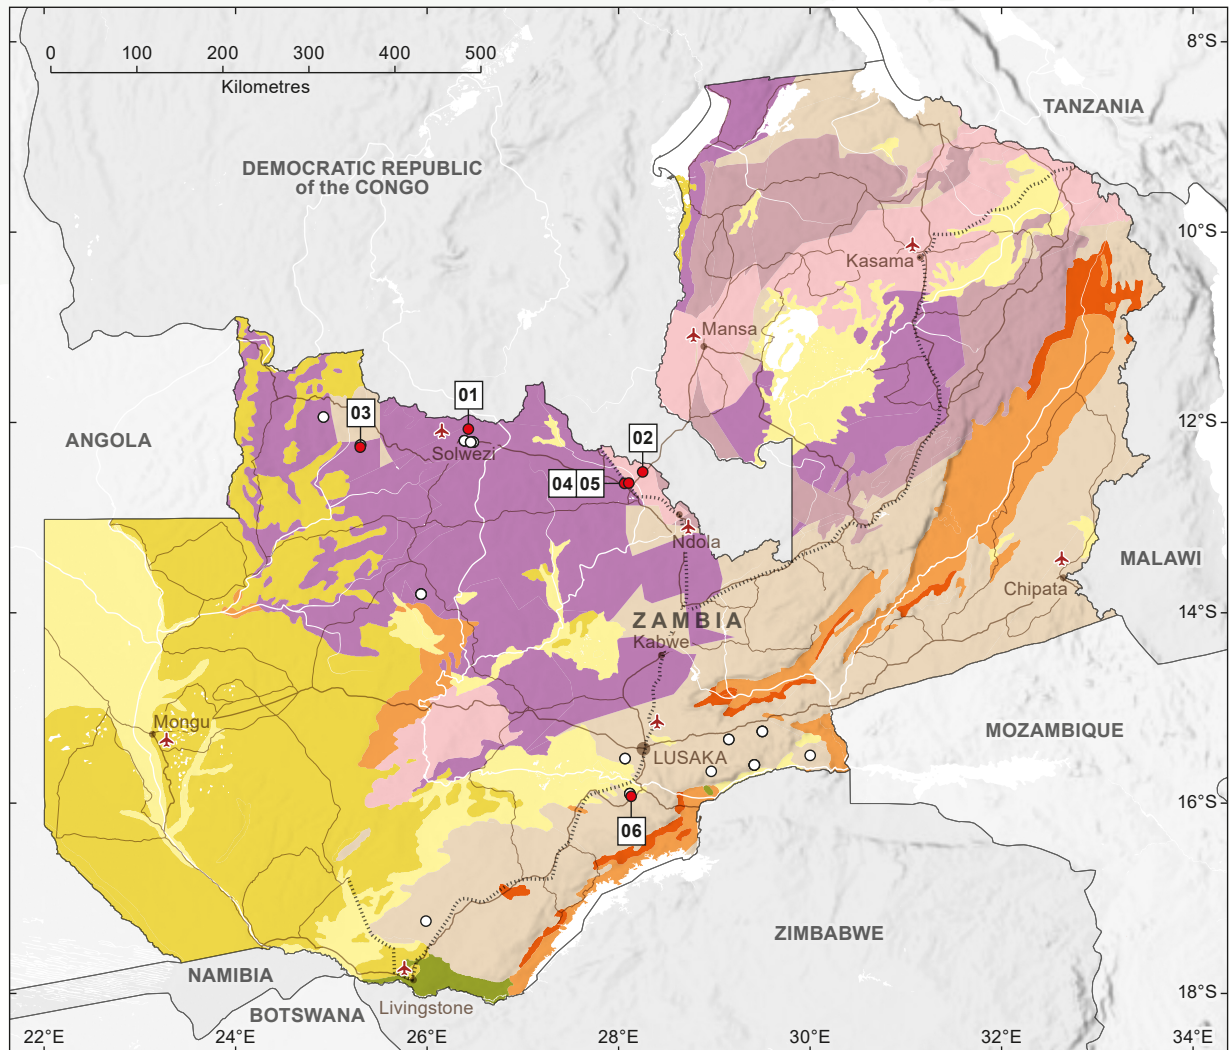 0 100 200 300 400 500
Kilometres
8°S
TANZANIA
DEMOCRATIC REPUBLIC
of the CONGO
10°S
Kasama
Mansa
01
03
02
12°S
ANGOLA
Solwezi
04 05
Ndola
MALAWI
Chipata
ZAMBIA
14°S
Kabwe
Mongu
MOZAMBIQUE
LUSAKA
16°S
06
ZIMBABWE
NAMIBIA
18°S
Livingstone
BOTSWANA
22°E 24°E 26°E 28°E 30°E 32°E 34°E